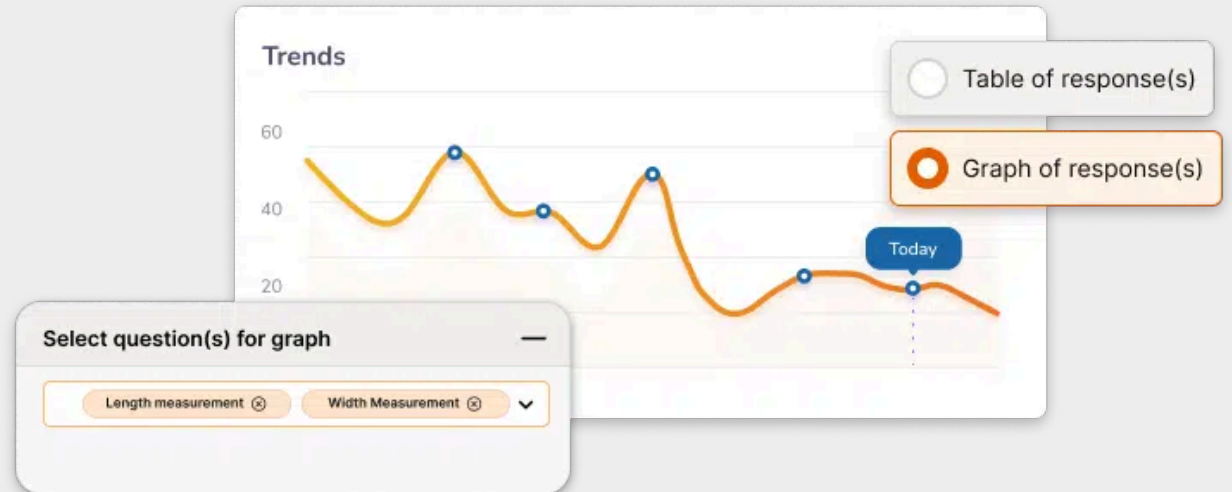 Trends
Table of response(s)
60
Graph of response(s)
40
Today
20
Select question(s) for graph
Length measurement
Width Measurement